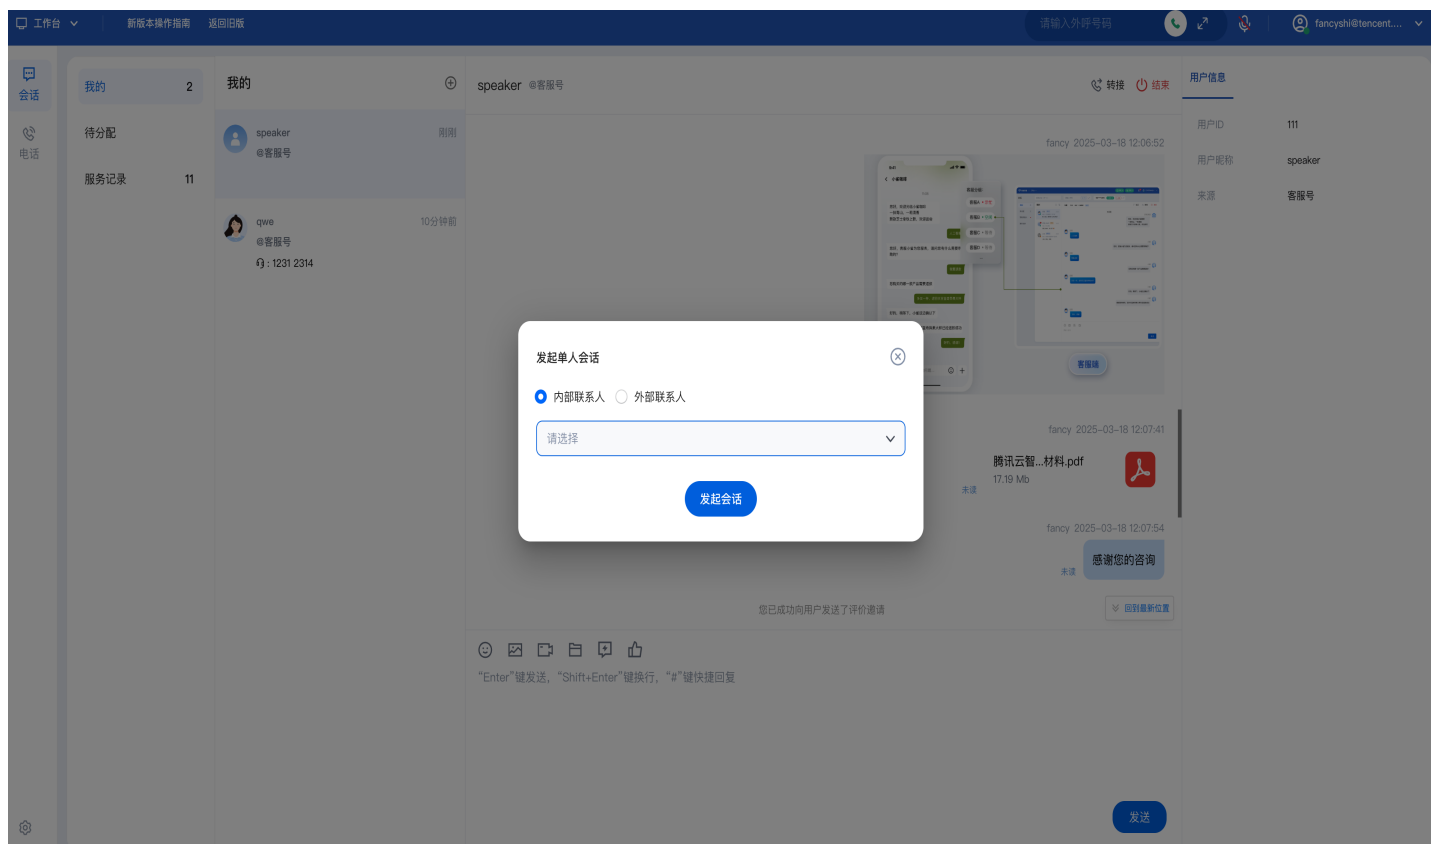 工作台
新版本操作指南
返回旧版
请输入外呼号码
fancyshi@tencent....
会话
电话
我的 2
待分配
服务记录 11
我的
speaker 刚刚
@客服号
qwe 10分钟前
@客服号
: 1231 2314
speaker @客服号
转接
结束
fancy 2025-03-18 12:06:52
客服端
fancy 2025-03-18 12:07:41
腾讯云智...材料.pdf
17.19 Mb
未读
fancy 2025-03-18 12:07:54
感谢您的咨询
未读
您已成功向用户发送了评价邀请
回到最新位置
“Enter”键发送，“Shift+Enter”键换行，“#”键快捷回复
发送
用户信息
用户ID 111
用户昵称 speaker
来源 客服号
发起单人会话
内部联系人
外部联系人
请选择
发起会话